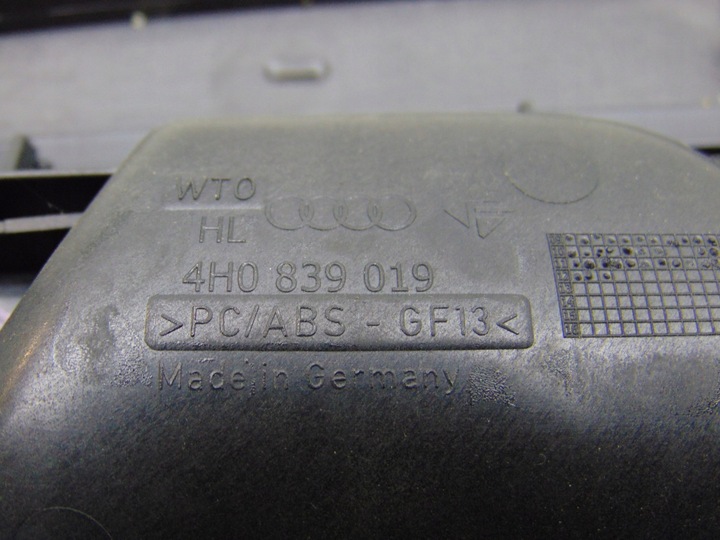 WTO
HL
4H0 839 019
>PC/ABS - GF13<
Made in Germany